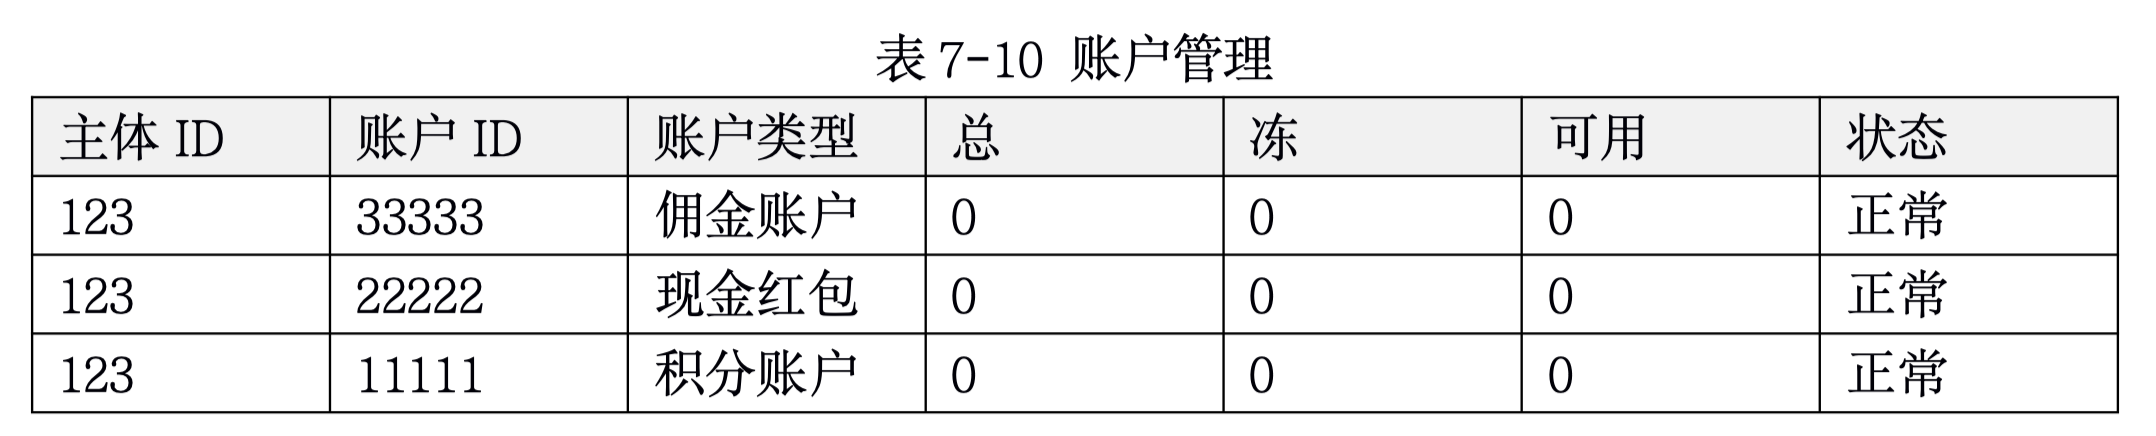 表 7-10 账户管理
主体 ID 账户 ID 账户类型 总 冻 可用 状态
123 33333 佣金账户 0 0 0 正常
123 22222 现金红包 0 0 0 正常
123 11111 积分账户 0 0 0 正常